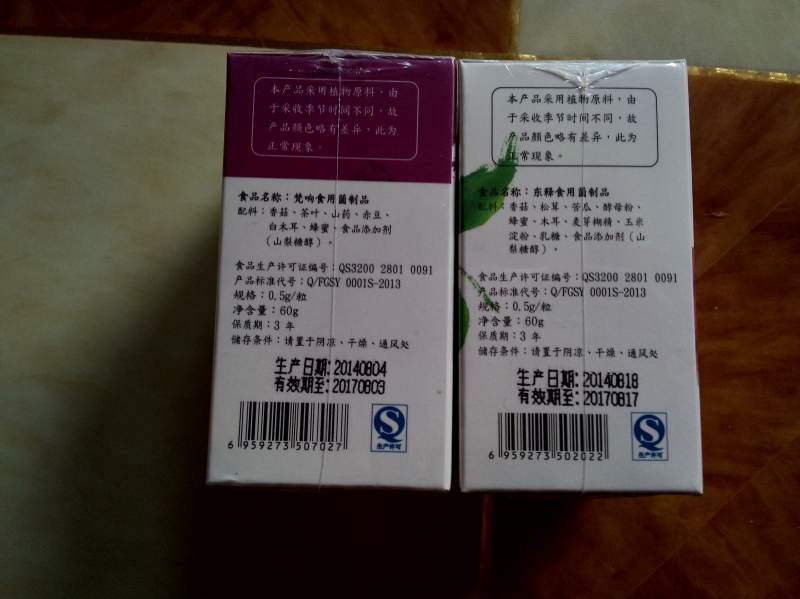 本产品采用植物原料，由
于采收季节时间不同，故
产品颜色略有差异，此为
正常现象。
食品名称：梵响食用菌制品
配料：香菇、茶叶、山药、赤豆、
白木耳、蜂蜜、食品添加剂
（山梨糖醇）。
食品生产许可证编号：QS3200 2801 0091
产品标准代号：Q/FGSY 0001S-2013
规格：0.5g/粒
净含量：60g
保质期：3 年
储存条件：请置于阴凉、干燥、通风处
生产日期:20140804
有效期至:20170803
6 959273 507027
QS
生产许可
本产品采用植物原料，由
于采收季节时间不同，故
产品颜色略有差异，此为
正常现象。
食品名称：东释食用菌制品
配料：香菇、松茸、苦瓜、酵母粉、
蜂蜜、木耳、麦芽糊精、玉米
淀粉、乳糖、食品添加剂（山
梨糖醇）。
食品生产许可证编号：QS3200 2801 0091
产品标准代号：Q/FGSY 0001S-2013
规格：0.5g/粒
净含量：60g
保质期：3 年
储存条件：请置于阴凉、干燥、通风处
生产日期:20140818
有效期至:20170817
6 959273 502022
QS
生产许可